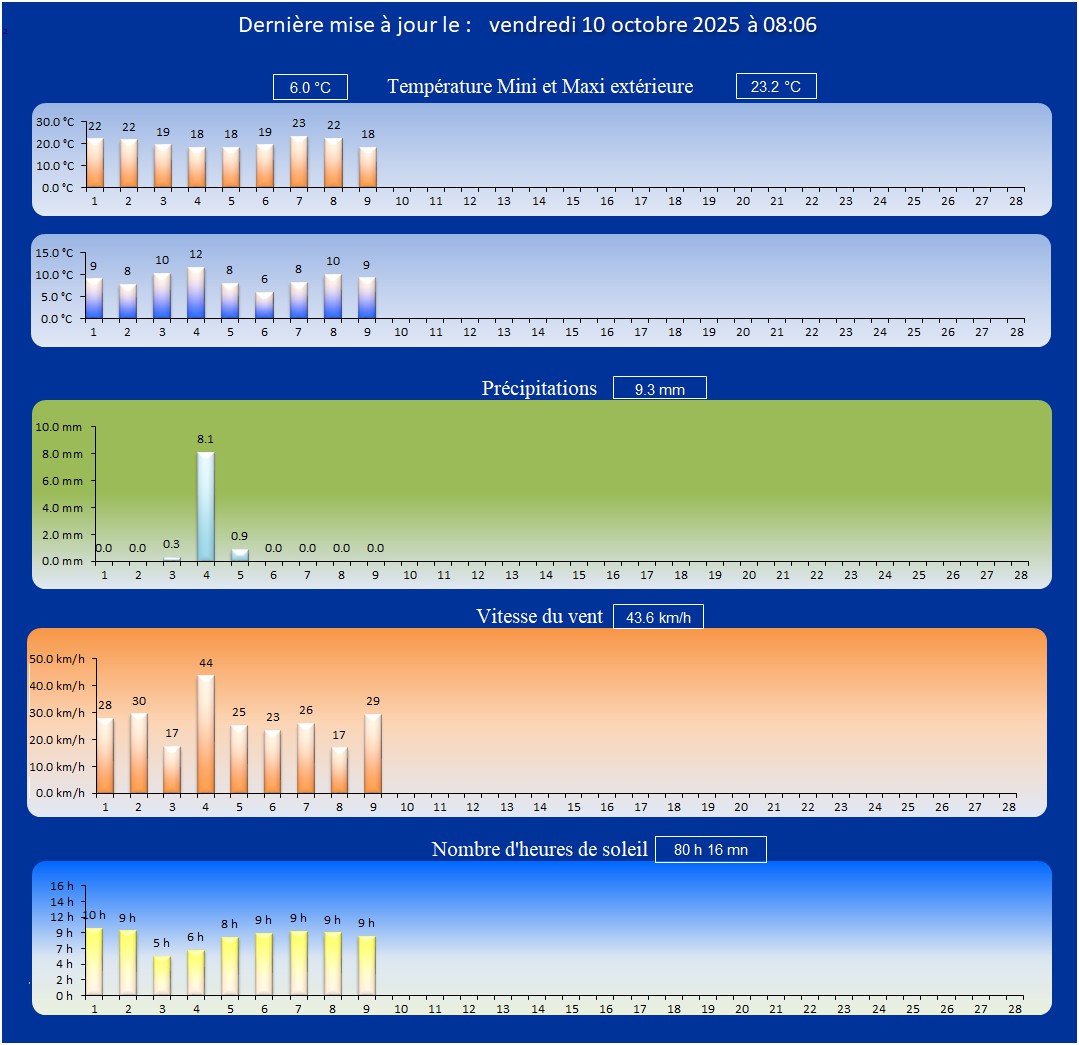 Dernière mise à jour le : vendredi 10 octobre 2025 à 08:06
6.0 °C Température Mini et Maxi extérieure 23.2 °C
30.0 °C
20.0 °C
10.0 °C
0.0 °C
22 22 19 18 18 19 23 22 18
1 2 3 4 5 6 7 8 9 10 11 12 13 14 15 16 17 18 19 20 21 22 23 24 25 26 27 28
15.0 °C
10.0 °C
5.0 °C
0.0 °C
9 8 10 12 8 6 8 10 9
1 2 3 4 5 6 7 8 9 10 11 12 13 14 15 16 17 18 19 20 21 22 23 24 25 26 27 28
Précipitations 9.3 mm
10.0 mm
8.0 mm
6.0 mm
4.0 mm
2.0 mm
0.0 mm
0.0 0.0 0.3 8.1 0.9 0.0 0.0 0.0 0.0
1 2 3 4 5 6 7 8 9 10 11 12 13 14 15 16 17 18 19 20 21 22 23 24 25 26 27 28
Vitesse du vent 43.6 km/h
50.0 km/h
40.0 km/h
30.0 km/h
20.0 km/h
10.0 km/h
0.0 km/h
28 30 17 44 25 23 26 17 29
1 2 3 4 5 6 7 8 9 10 11 12 13 14 15 16 17 18 19 20 21 22 23 24 25 26 27 28
Nombre d'heures de soleil 80 h 16 mn
16 h
14 h
12 h
9 h
7 h
4 h
2 h
0 h
10 h 9 h 5 h 6 h 8 h 9 h 9 h 9 h 9 h
1 2 3 4 5 6 7 8 9 10 11 12 13 14 15 16 17 18 19 20 21 22 23 24 25 26 27 28